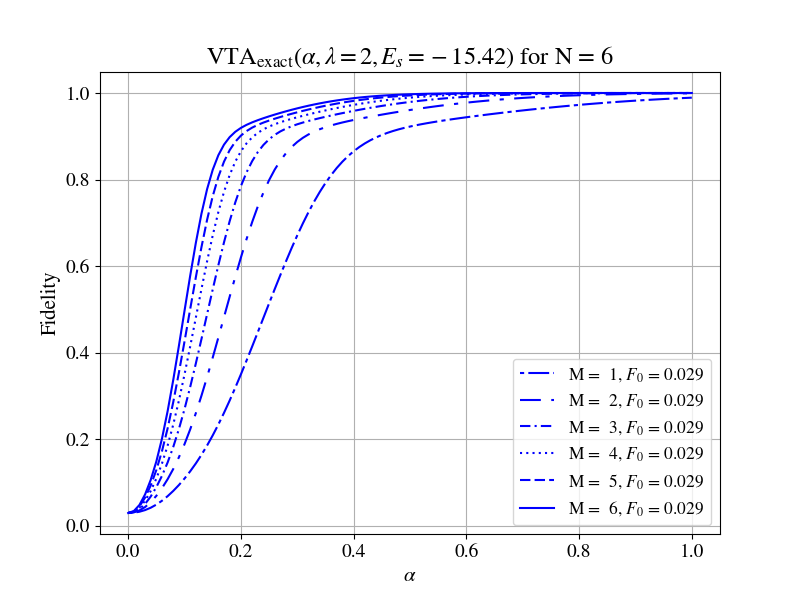 VTA_exact(α, λ = 2, E_s = −15.42) for N = 6
Fidelity
1.0
0.8
0.6
0.4
0.2
0.0
0.0 0.2 0.4 0.6 0.8 1.0
α
M = 1, F_0 = 0.029
M = 2, F_0 = 0.029
M = 3, F_0 = 0.029
M = 4, F_0 = 0.029
M = 5, F_0 = 0.029
M = 6, F_0 = 0.029